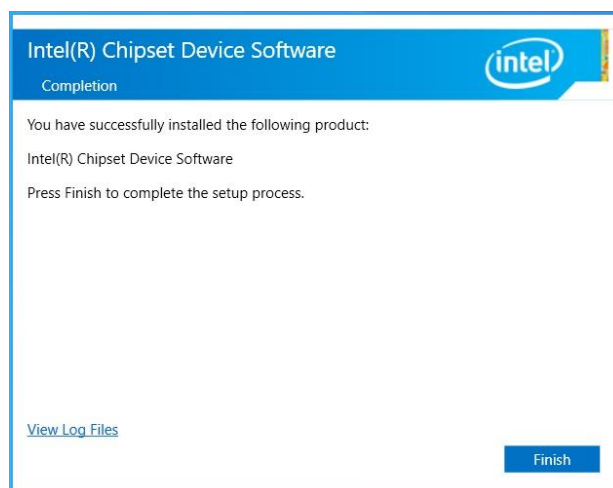 Intel(R) Chipset Device Software
intel
Completion
You have successfully installed the following product:
Intel(R) Chipset Device Software
Press Finish to complete the setup process.
View Log Files
Finish